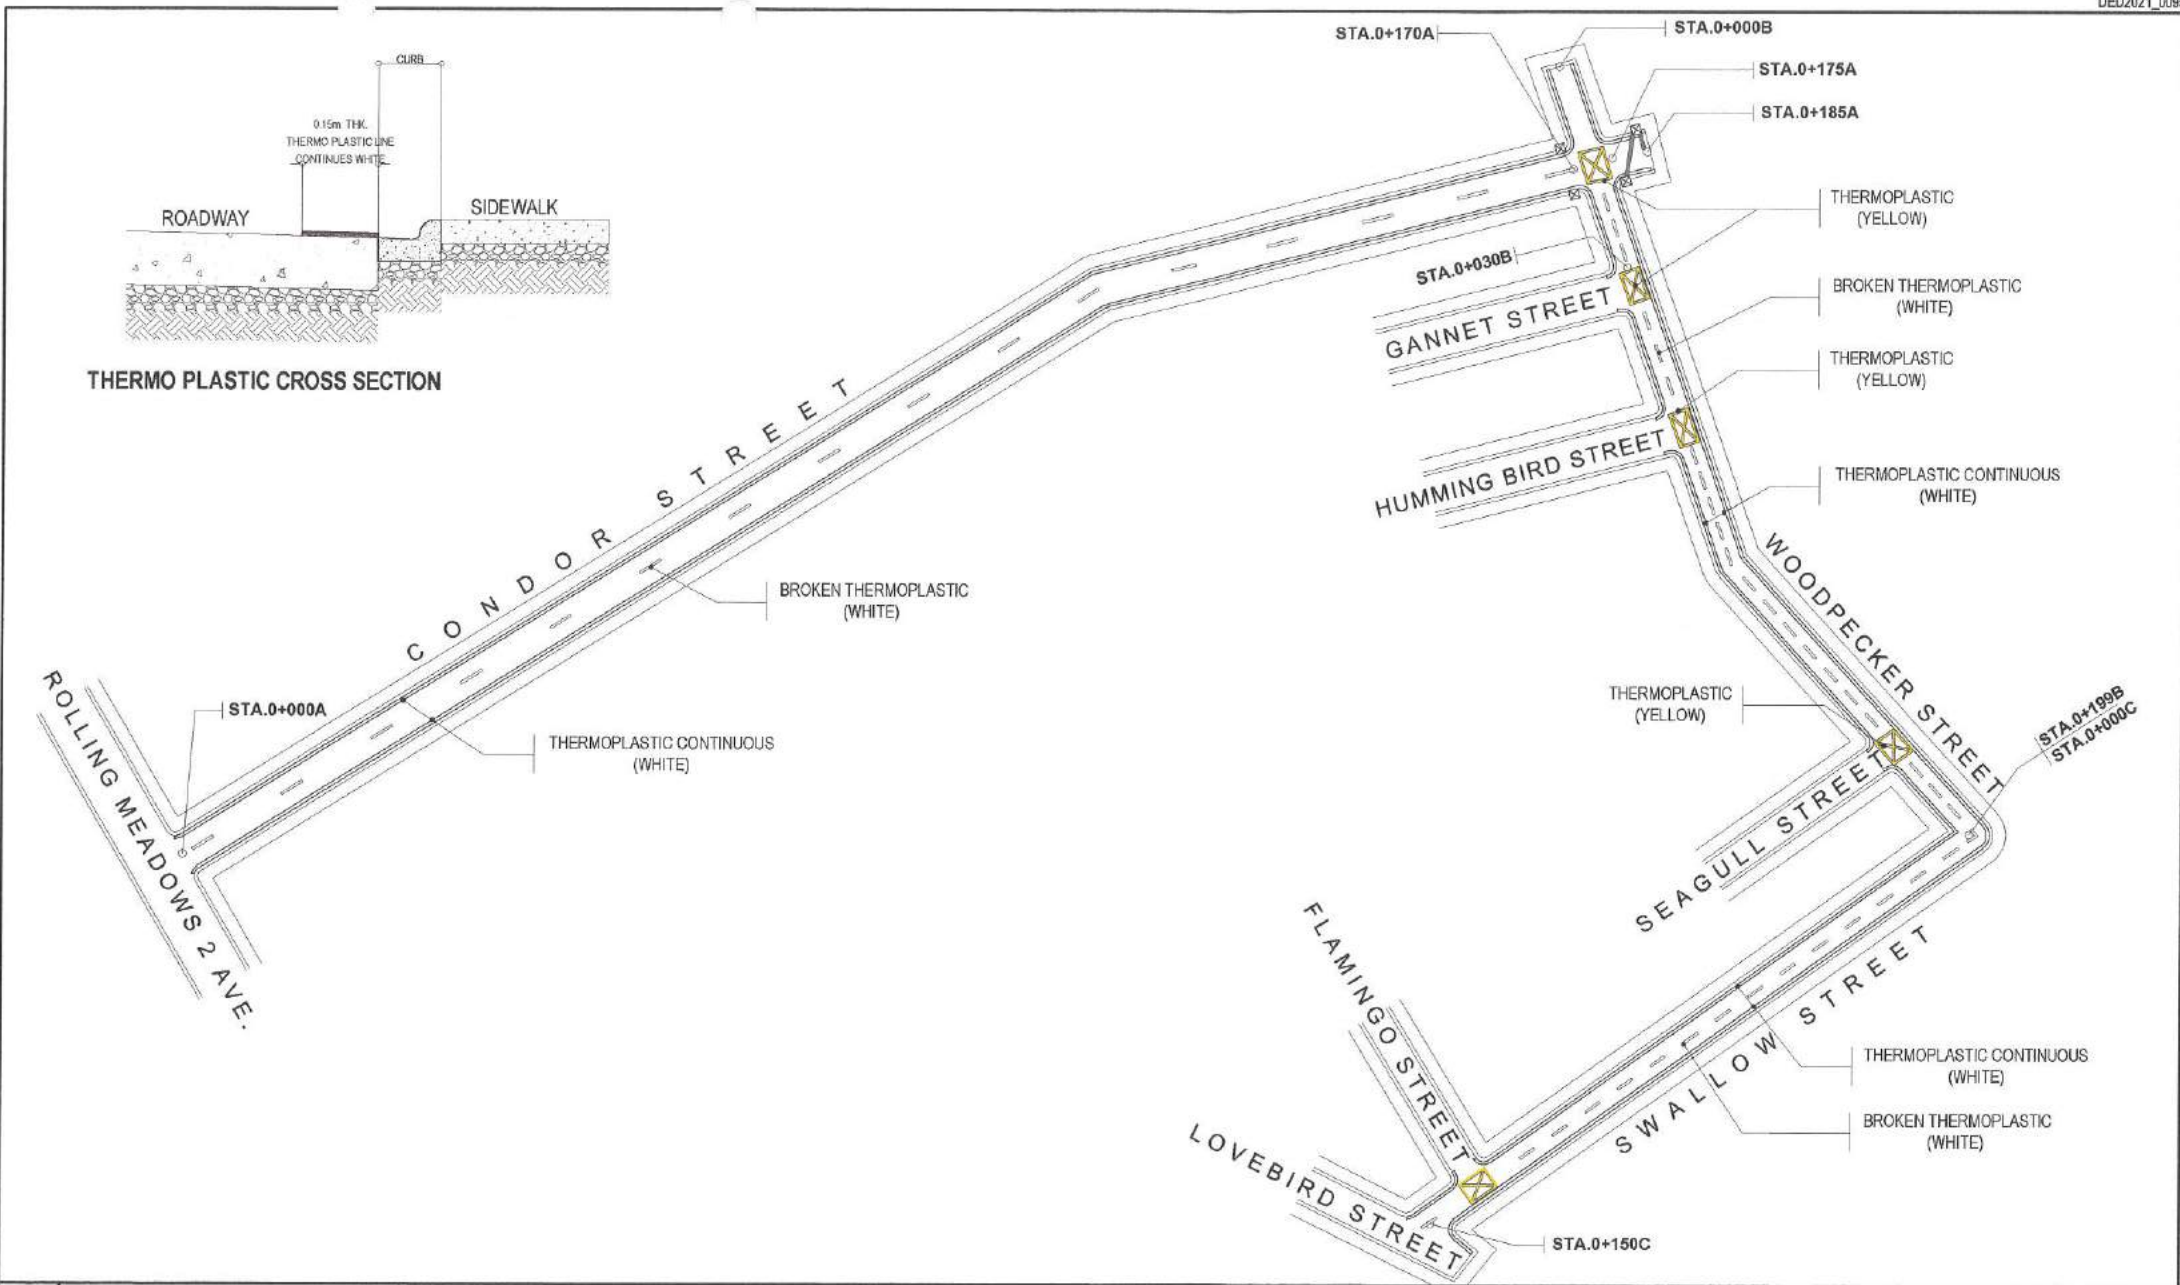 CURB
0.15m THK.
THERMO PLASTIC LINE
CONTINUES WHITE
ROADWAY
SIDEWALK
THERMO PLASTIC CROSS SECTION
STA.0+170A
STA.0+000B
STA.0+175A
STA.0+185A
THERMOPLASTIC
(YELLOW)
STA.0+030B
GANNET STREET
BROKEN THERMOPLASTIC
(WHITE)
THERMOPLASTIC
(YELLOW)
HUMMING BIRD STREET
THERMOPLASTIC CONTINUOUS
(WHITE)
CONDOR STREET
BROKEN THERMOPLASTIC
(WHITE)
WOODPECKER STREET
ROLLING MEADOWS 2 AVE.
STA.0+000A
THERMOPLASTIC CONTINUOUS
(WHITE)
THERMOPLASTIC
(YELLOW)
STA.0+199B
STA.0+000C
SEAGULL STREET
FLAMINGO STREET
SWALLOW STREET
THERMOPLASTIC CONTINUOUS
(WHITE)
BROKEN THERMOPLASTIC
(WHITE)
LOVEBIRD STREET
STA.0+150C